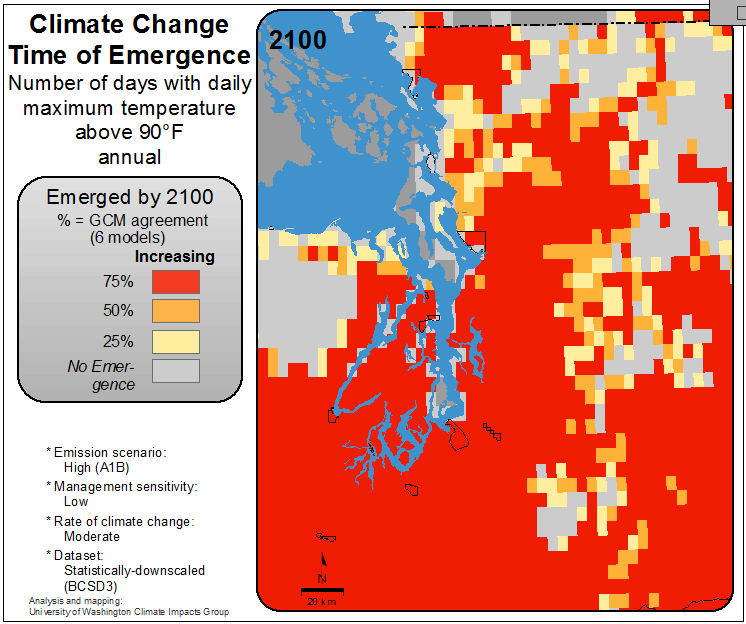 Climate Change
Time of Emergence
Number of days with daily
maximum temperature
above 90°F
annual
Emerged by 2100
% = GCM agreement
(6 models)
Increasing
75%
50%
25%
No Emer-
gence
* Emission scenario:
High (A1B)
* Management sensitivity:
Low
* Rate of climate change:
Moderate
* Dataset:
Statistically-downscaled
(BCSD3)
Analysis and mapping:
University of Washington Climate Impacts Group
2100
N
20 km